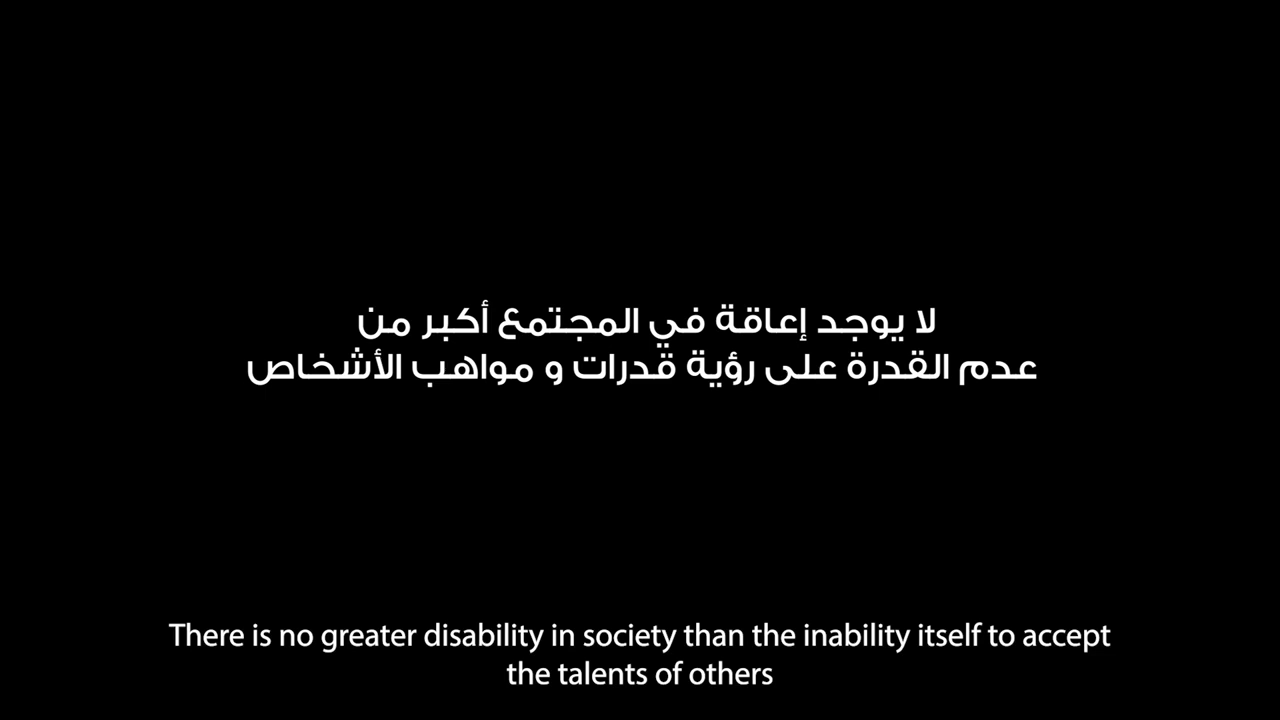 لا يوجد إعاقة في المجتمع أكبر من
عدم القدرة على رؤية قدرات و مواهب الأشخاص
There is no greater disability in society than the inability itself to accept
the talents of others